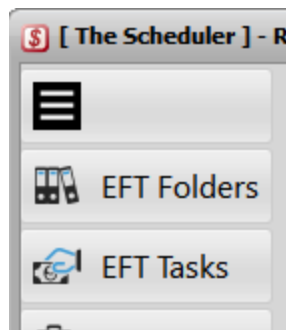 [ The Scheduler ] - R
EFT Folders
EFT Tasks